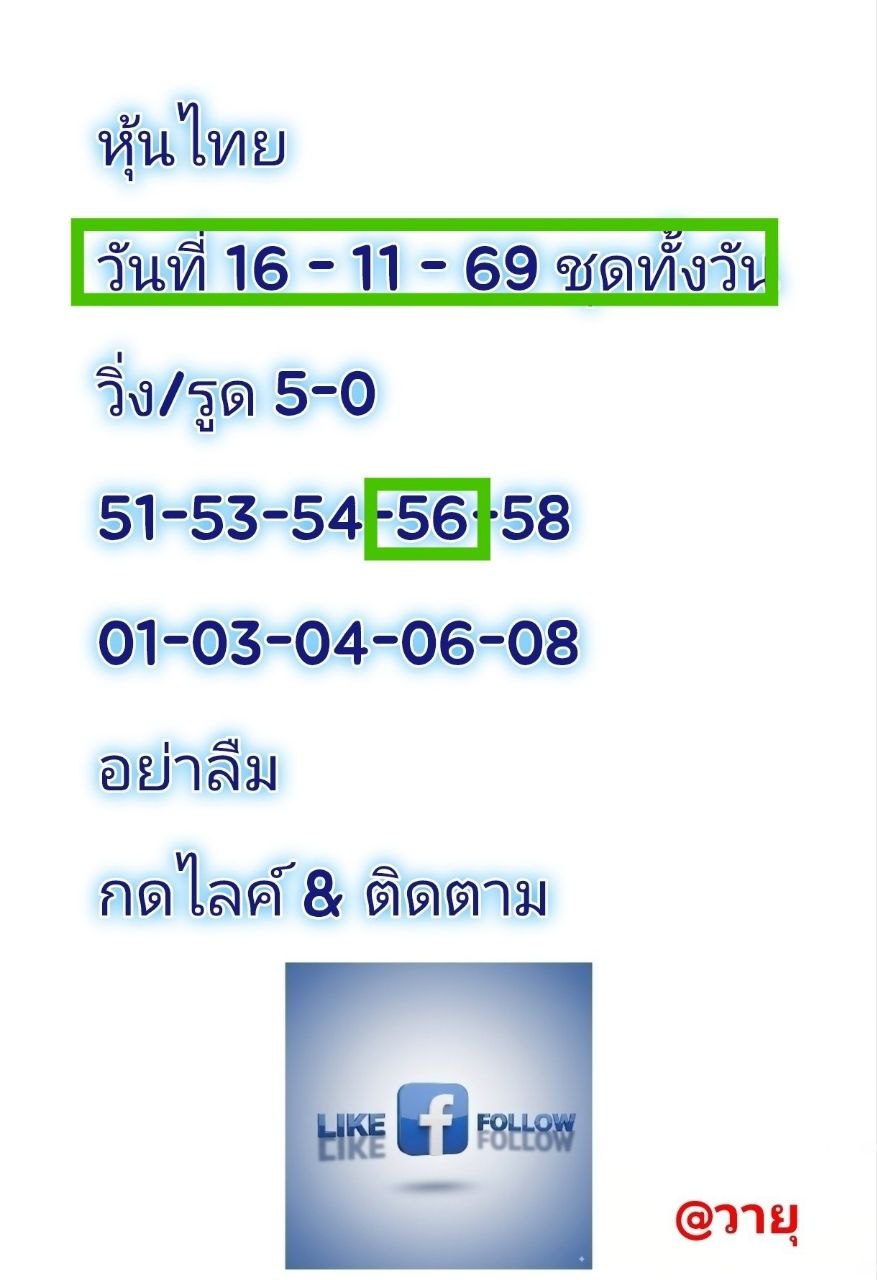 หุ้นไทย
วันที่ 16 - 11 - 69 ชุดทั้งวัน
วิ่ง/รูด 5-0
51-53-54-56-58
01-03-04-06-08
อย่าลืม
กดไลค์ & ติดตาม
LIKE f FOLLOW
@วายุ